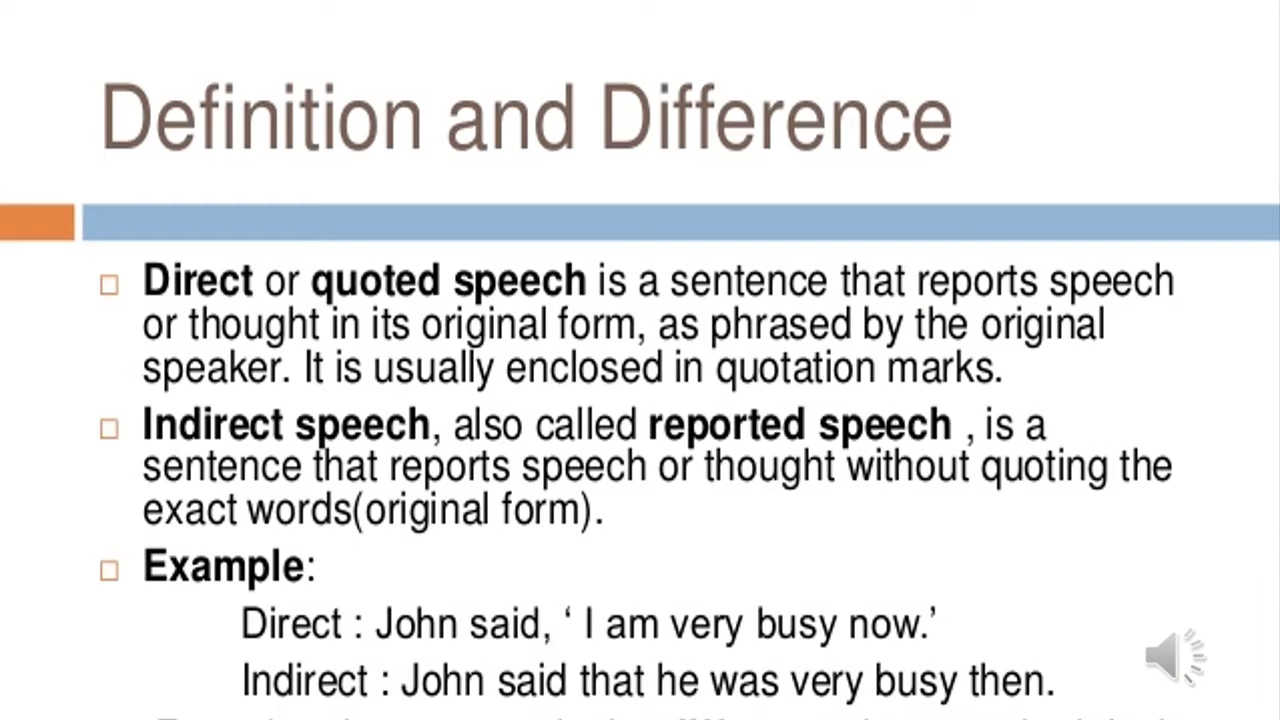 Definition and Difference
Direct or quoted speech is a sentence that reports speech
or thought in its original form, as phrased by the original
speaker. It is usually enclosed in quotation marks.
Indirect speech, also called reported speech , is a
sentence that reports speech or thought without quoting the
exact words(original form).
Example:
Direct : John said, ‘ I am very busy now.’
Indirect : John said that he was very busy then.